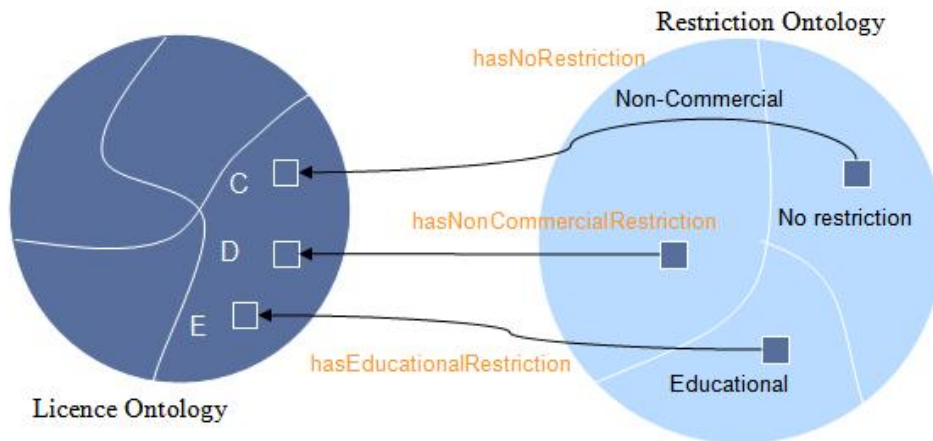 Restriction Ontology
hasNoRestriction
Non-Commercial
C
No restriction
hasNonCommercialRestriction
D
E
hasEducationalRestriction
Educational
Licence Ontology